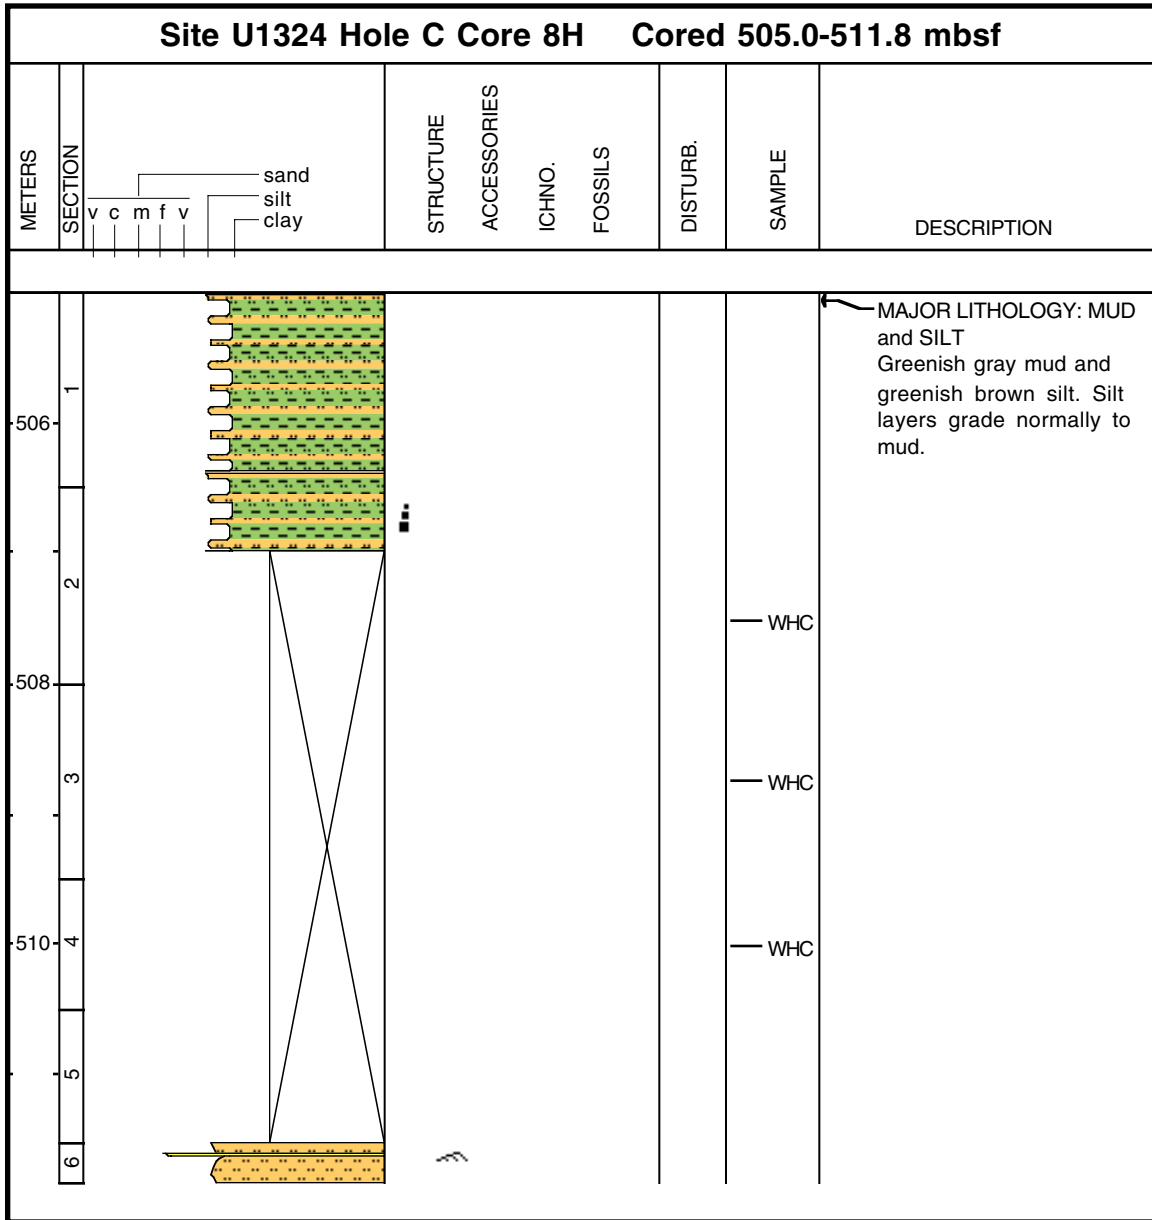 Site U1324 Hole C Core 8H Cored 505.0-511.8 mbsf
METERS
SECTION
v c m f v
sand
silt
clay
STRUCTURE
ACCESSORIES
ICHNO.
FOSSILS
DISTURB.
SAMPLE
DESCRIPTION
MAJOR LITHOLOGY: MUD
and SILT
Greenish gray mud and
greenish brown silt. Silt
layers grade normally to
mud.
1
506
2
WHC
508
3
WHC
510
4
WHC
5
6